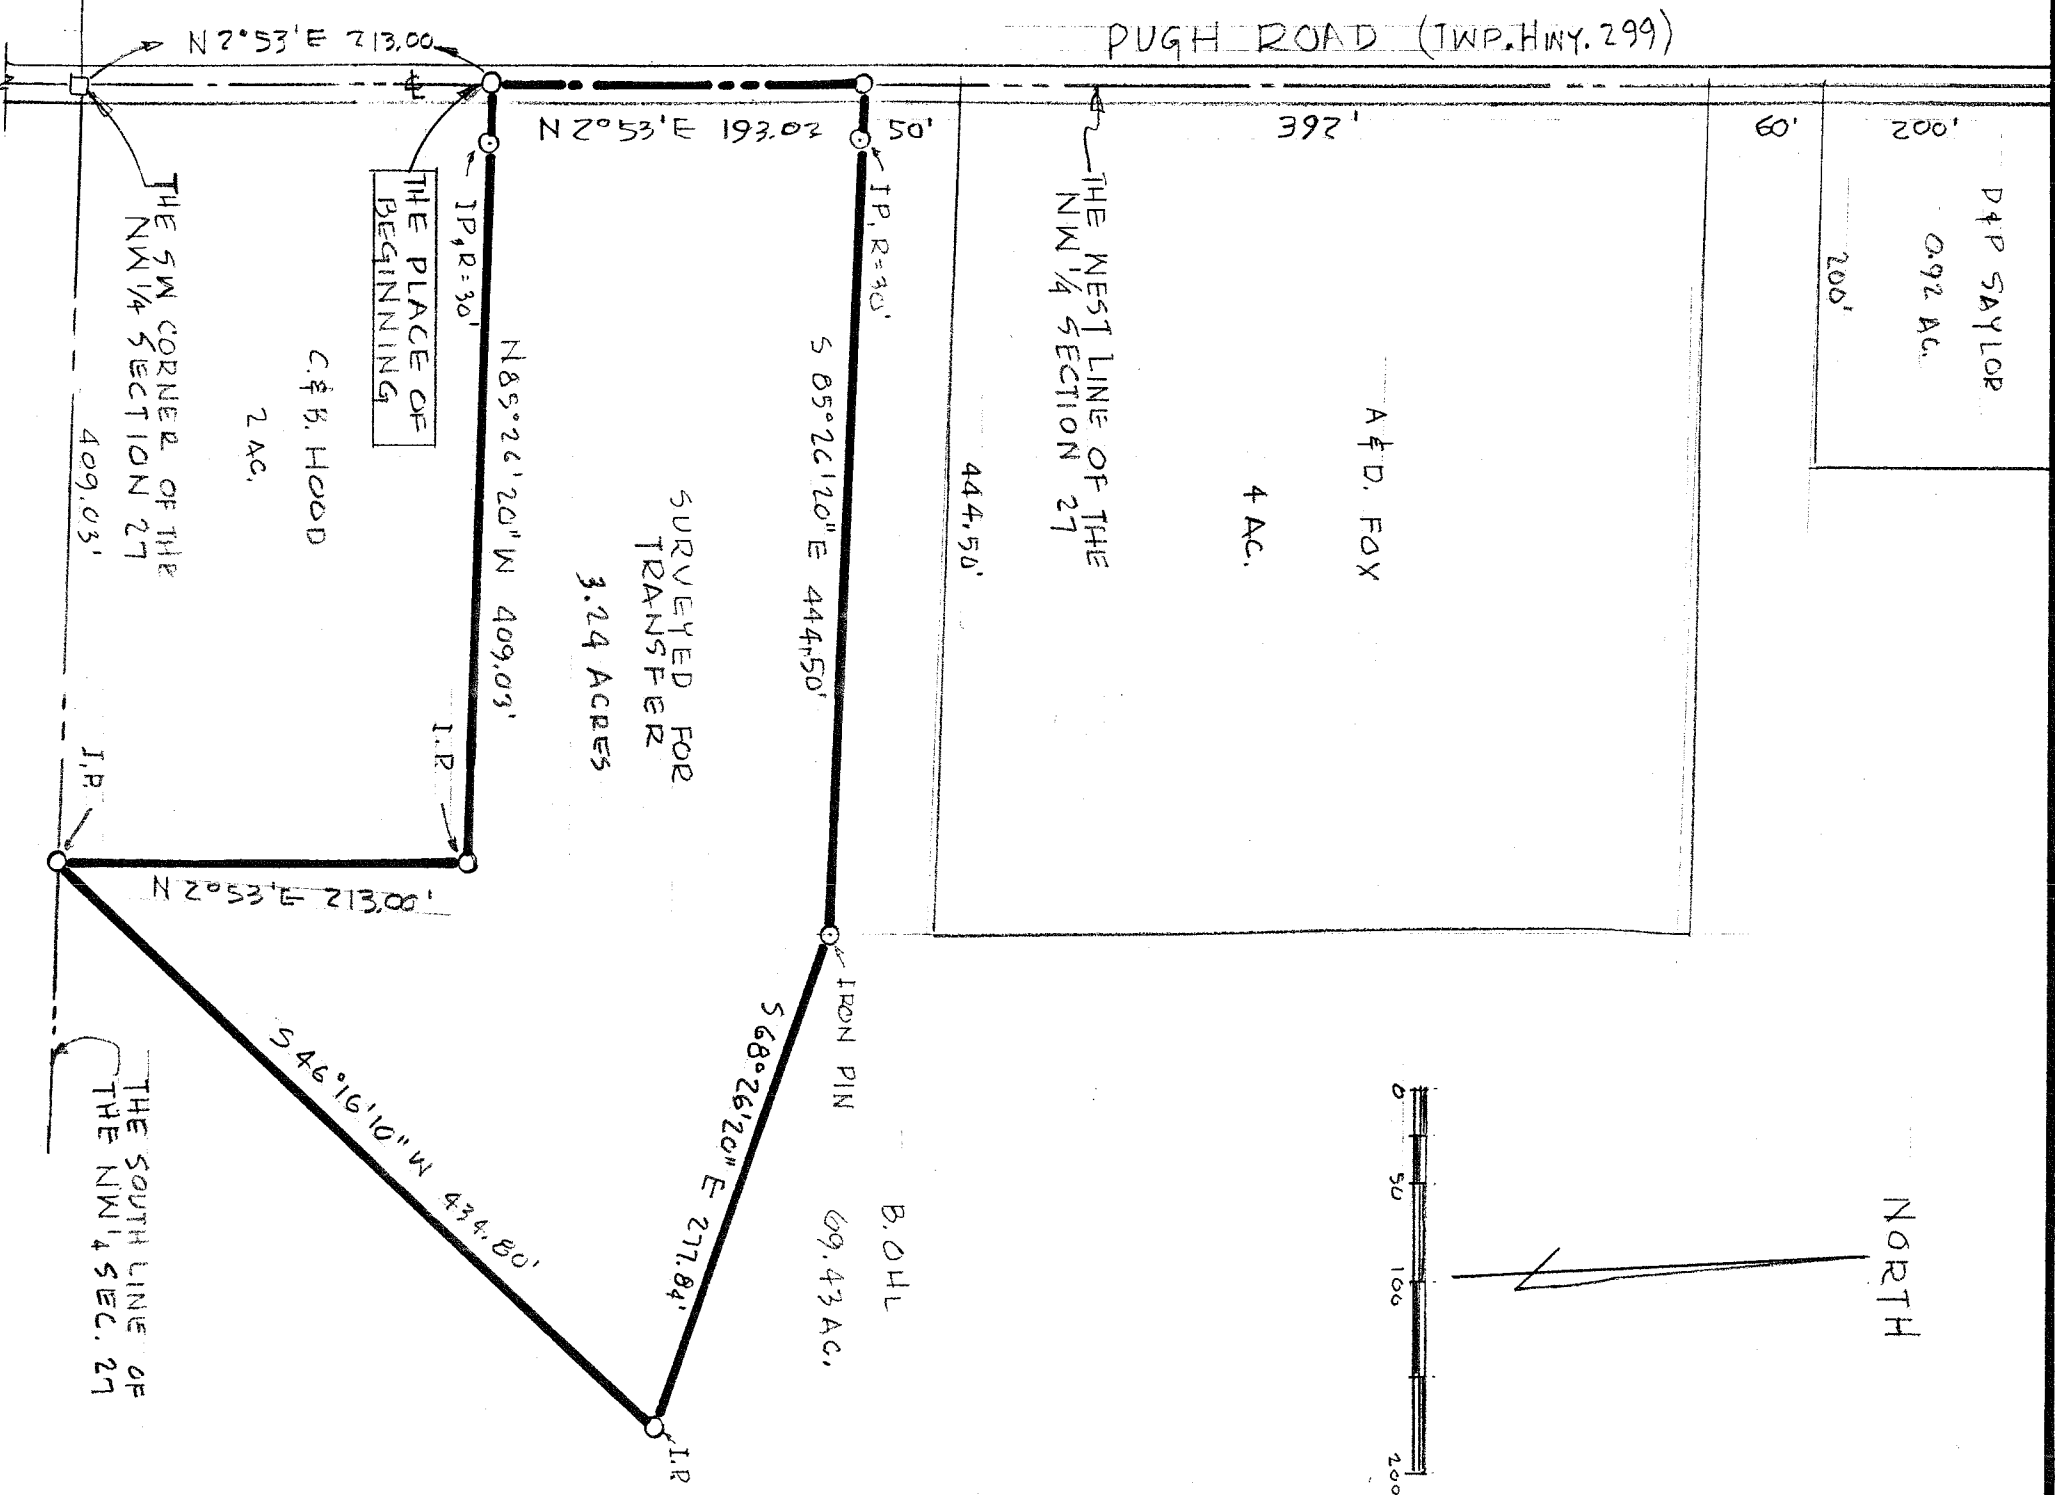 PUGH ROAD (TWP. HWY. 299)
N 2°53'E 213.00
℄
N 2°53'E 193.03
50'
392'
60'
200'
D & P SAYLOR
0.92 AC.
200'
THE WEST LINE OF THE
NW 1/4 SECTION 27
A & D. FOX
4 AC.
444.50'
I.P., R=30'
S 85°26'20" E 444.50'
I.P., R=30'
THE PLACE OF
BEGINNING
N 85°26'20" W 409.03'
THE SW CORNER OF THE
NW 1/4 SECTION 27
C. & B. HOOD
2 AC.
409.03'
SURVEYED FOR
TRANSFER
3.24 ACRES
I.P.
I.P.
N 2°53'E 213.00'
IRON PIN
S 68°26'20" E 277.84'
S 46°16'10" W 434.80'
B. OHL
69.43 AC.
I.P.
THE SOUTH LINE OF
THE NW 1/4 SEC. 27
0 50 100 200
NORTH